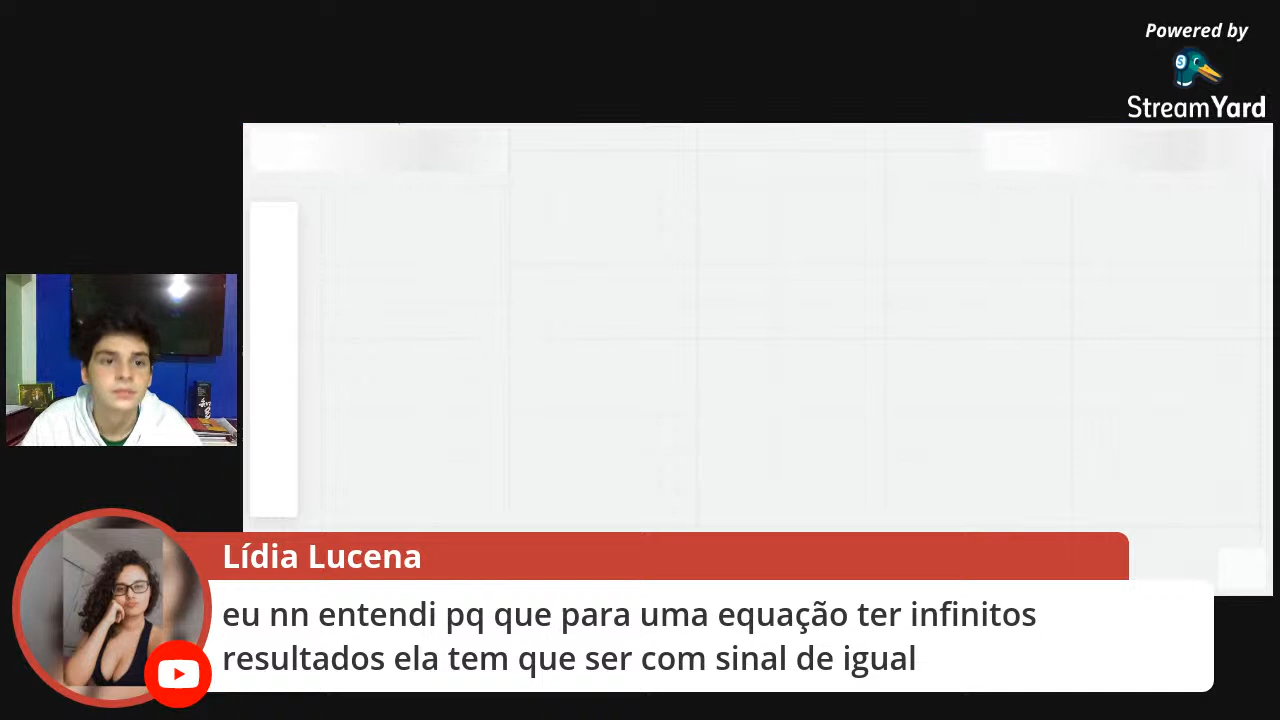 Powered by
StreamYard
Lídia Lucena
eu nn entendi pq que para uma equação ter infinitos
resultados ela tem que ser com sinal de igual